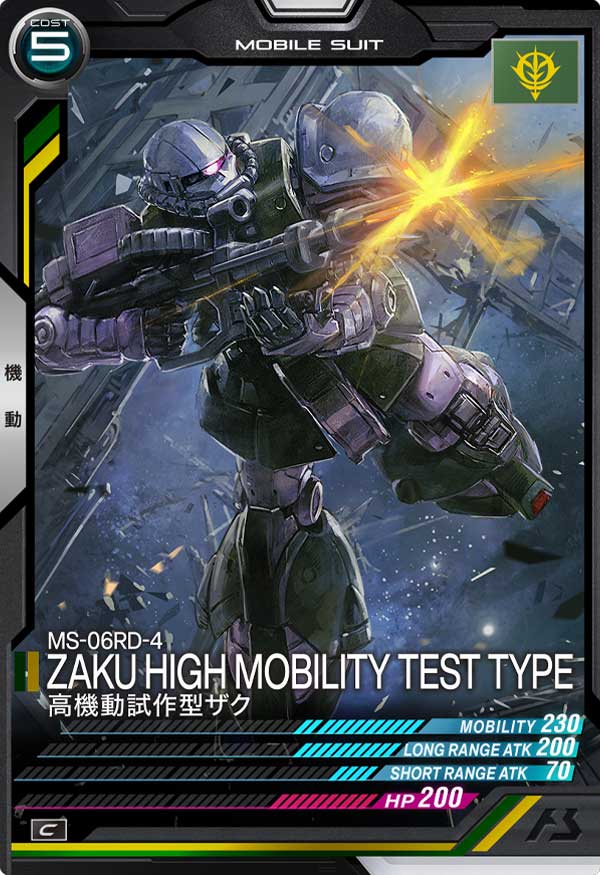 COST
5
MOBILE SUIT
機
動
MS-06RD-4
ZAKU HIGH MOBILITY TEST TYPE
高機動試作型ザク
MOBILITY 230
LONG RANGE ATK 200
SHORT RANGE ATK 70
HP 200
C